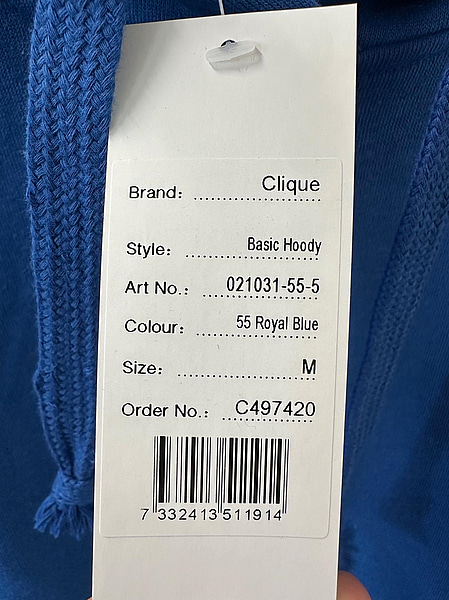 Brand: Clique
Style: Basic Hoody
Art No.: 021031-55-5
Colour: 55 Royal Blue
Size: M
Order No.: C497420
7 332413 511914